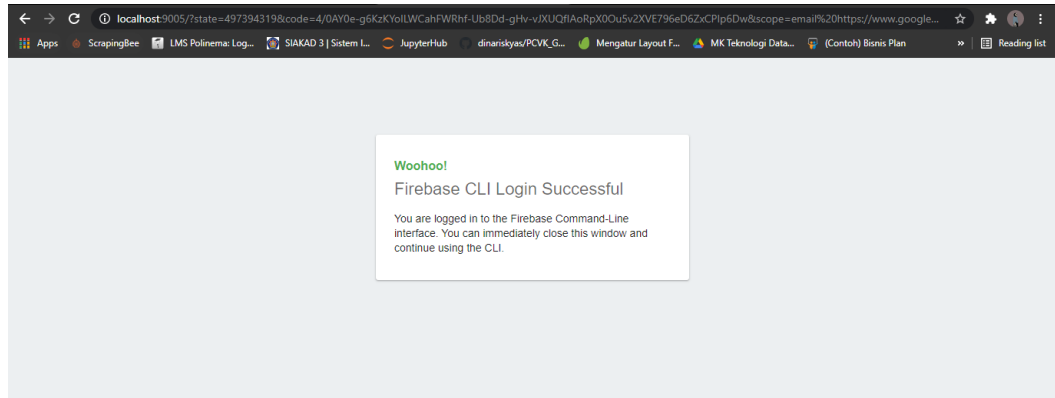 localhost:9005/?state=497394319&code=4/0AY0e-g6KzKYoILWCahFWRhf-Ub8Dd-gHv-vJXUQfIAoRpX0Ou5v2XVE796eD6ZxCPIp6Dw&scope=email%20https://www.google...
Apps ScrapingBee LMS Polinema: Log... SIAKAD 3 | Sistem I... JupyterHub dinariskyas/PCVK_G... Mengatur Layout F... MK Teknologi Data... (Contoh) Bisnis Plan » Reading list
Woohoo!
Firebase CLI Login Successful
You are logged in to the Firebase Command-Line
interface. You can immediately close this window and
continue using the CLI.